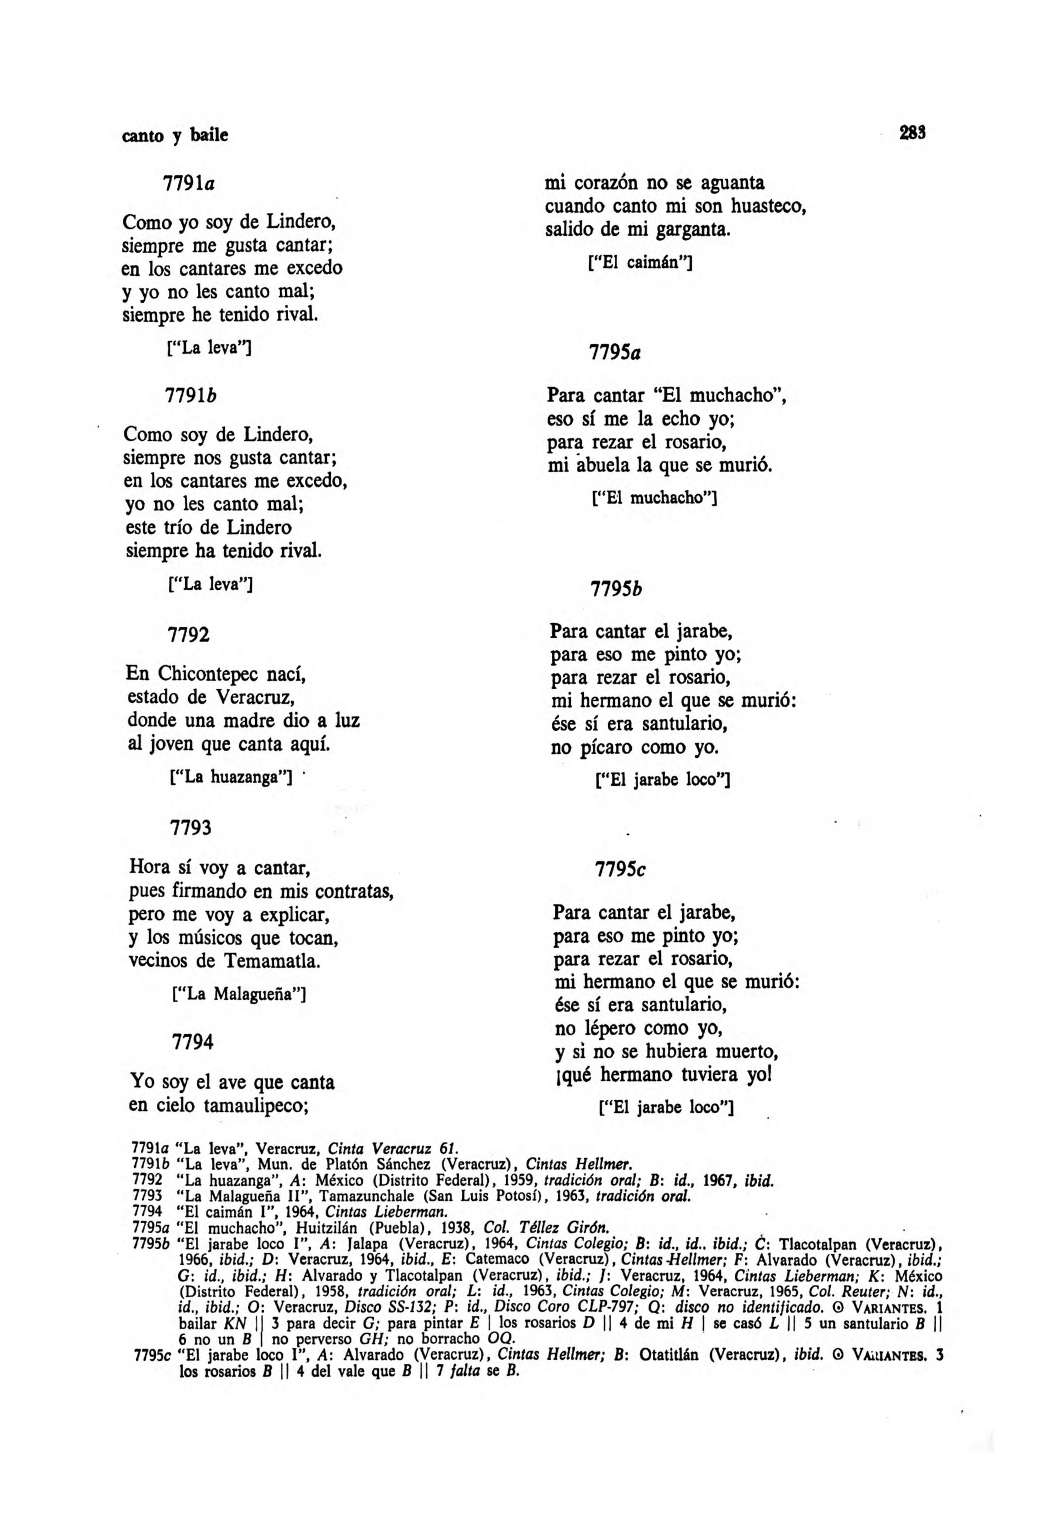 canto y baile
283
7791a
Como yo soy de Lindero,
siempre me gusta cantar;
en los cantares me excedo
y yo no les canto mal;
siempre he tenido rival.
["La leva"]
7791b
Como soy de Lindero,
siempre nos gusta cantar;
en los cantares me excedo,
yo no les canto mal;
este trío de Lindero
siempre ha tenido rival.
["La leva"]
7792
En Chicontepec nací,
estado de Veracruz,
donde una madre dio a luz
al joven que canta aquí.
["La huazanga"]
7793
Hora sí voy a cantar,
pues firmando en mis contratas,
pero me voy a explicar,
y los músicos que tocan,
vecinos de Temamatla.
["La Malagueña"]
7794
Yo soy el ave que canta
en cielo tamaulipeco;
mi corazón no se aguanta
cuando canto mi son huasteco,
salido de mi garganta.
["El caimán"]
7795a
Para cantar "El muchacho",
eso sí me la echo yo;
para rezar el rosario,
mi abuela la que se murió.
["El muchacho"]
7795b
Para cantar el jarabe,
para eso me pinto yo;
para rezar el rosario,
mi hermano el que se murió:
ése sí era santulario,
no pícaro como yo.
["El jarabe loco"]
7795c
Para cantar el jarabe,
para eso me pinto yo;
para rezar el rosario,
mi hermano el que se murió:
ése sí era santulario,
no lépero como yo,
y si no se hubiera muerto,
¡qué hermano tuviera yo!
["El jarabe loco"]
7791a "La leva", Veracruz, Cinta Veracruz 61.
7791b "La leva", Mun. de Platón Sánchez (Veracruz), Cintas Hellmer.
7792 "La huazanga", A: México (Distrito Federal), 1959, tradición oral; B: id., 1967, ibid.
7793 "La Malagueña II", Tamazunchale (San Luis Potosí), 1963, tradición oral.
7794 "El caimán I", 1964, Cintas Lieberman.
7795a "El muchacho", Huitzilán (Puebla), 1938, Col. Téllez Girón.
7795b "El jarabe loco I", A: Jalapa (Veracruz), 1964, Cintas Colegio; B: id., id., ibid.; C: Tlacotalpan (Veracruz),
1966, ibid.; D: Veracruz, 1964, ibid., E: Catemaco (Veracruz), Cintas Hellmer; F: Alvarado (Veracruz), ibid.;
G: id., ibid.; H: Alvarado y Tlacotalpan (Veracruz), ibid.; J: Veracruz, 1964, Cintas Lieberman; K: México
(Distrito Federal), 1958, tradición oral; L: id., 1963, Cintas Colegio; M: Veracruz, 1965, Col. Reuter; N: id.,
id., ibid.; O: Veracruz, Disco SS-132; P: id., Disco Coro CLP-797; Q: disco no identificado. ⊙ VARIANTES. 1
bailar KN || 3 para decir G; para pintar E | los rosarios D || 4 de mi H | se casó L || 5 un santulario B ||
6 no un B | no perverso GH; no borracho OQ.
7795c "El jarabe loco I", A: Alvarado (Veracruz), Cintas Hellmer; B: Otatitlán (Veracruz), ibid. ⊙ VARIANTES. 3
los rosarios B || 4 del vale que B || 7 falta se B.